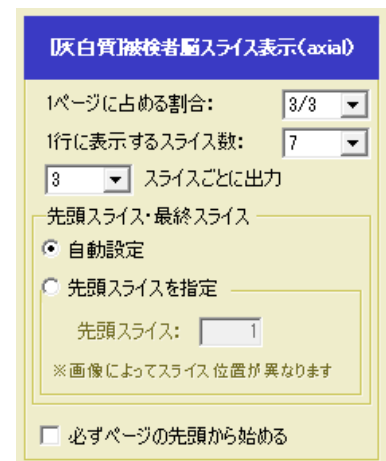 [灰白質]被検者脳スライス表示(axial)
1ページに占める割合: 3/3
1行に表示するスライス数: 7
3 スライスごとに出力
先頭スライス・最終スライス
自動設定
先頭スライスを指定
先頭スライス: 1
※画像によってスライス位置が異なります
必ずページの先頭から始める